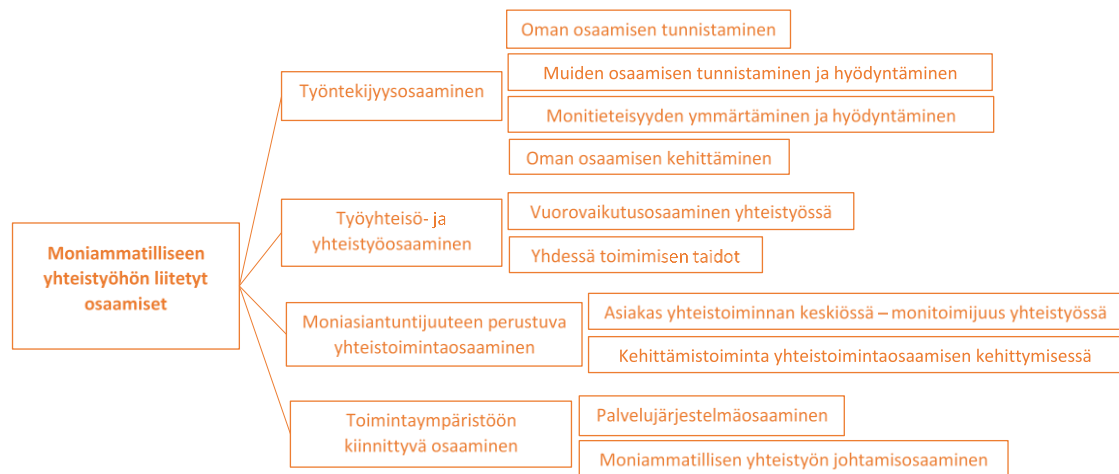 Moniammatilliseen
yhteistyöhön liitetyt
osaamiset
Työntekijyysosaaminen
Oman osaamisen tunnistaminen
Muiden osaamisen tunnistaminen ja hyödyntäminen
Monitieteisyyden ymmärtäminen ja hyödyntäminen
Oman osaamisen kehittäminen
Työyhteisö- ja
yhteistyöosaaminen
Vuorovaikutusosaaminen yhteistyössä
Yhdessä toimimisen taidot
Moniasiantuntijuuteen perustuva
yhteistoimintaosaaminen
Asiakas yhteistoiminnan keskiössä – monitoimijuus yhteistyössä
Kehittämistoiminta yhteistoimintaosaamisen kehittymisessä
Toimintaympäristöön
kiinnittyvä osaaminen
Palvelujärjestelmäosaaminen
Moniammatillisen yhteistyön johtamisosaaminen